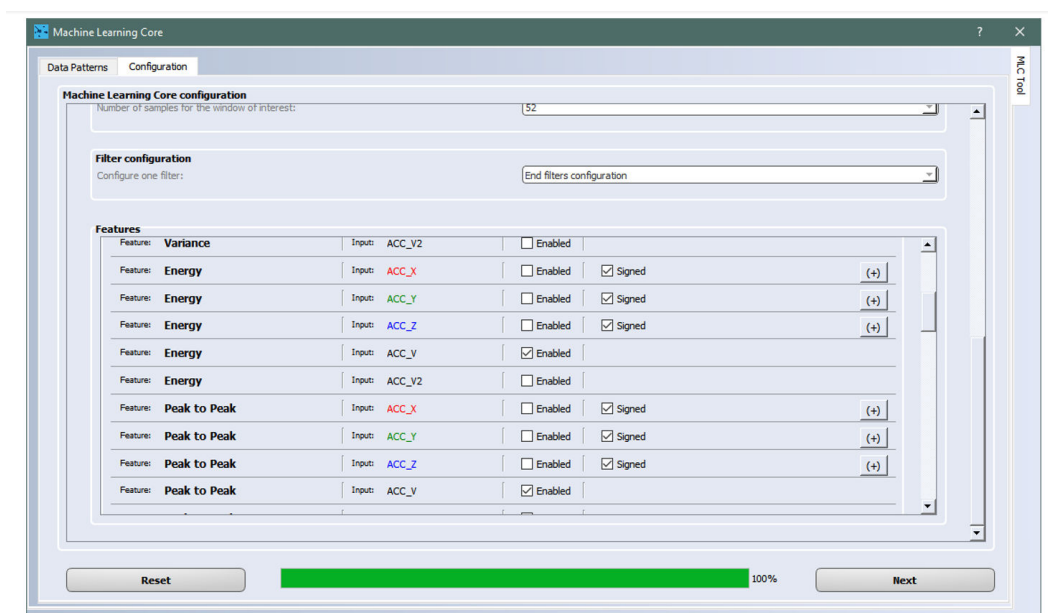 Machine Learning Core ? ×
Data Patterns Configuration
MLC Tool
Machine Learning Core configuration
Number of samples for the window of interest: 52
Filter configuration
Configure one filter: End filters configuration
Features
Feature: Variance Input: ACC_V2 Enabled
Feature: Energy Input: ACC_X Enabled Signed (+)
Feature: Energy Input: ACC_Y Enabled Signed (+)
Feature: Energy Input: ACC_Z Enabled Signed (+)
Feature: Energy Input: ACC_V Enabled
Feature: Energy Input: ACC_V2 Enabled
Feature: Peak to Peak Input: ACC_X Enabled Signed (+)
Feature: Peak to Peak Input: ACC_Y Enabled Signed (+)
Feature: Peak to Peak Input: ACC_Z Enabled Signed (+)
Feature: Peak to Peak Input: ACC_V Enabled
Reset 100% Next